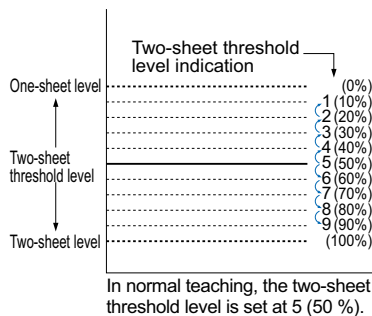 Two-sheet threshold
level indication
One-sheet level
(0%)
1 (10%)
2 (20%)
3 (30%)
4 (40%)
Two-sheet
threshold level
5 (50%)
6 (60%)
7 (70%)
8 (80%)
9 (90%)
Two-sheet level
(100%)
In normal teaching, the two-sheet
threshold level is set at 5 (50 %).